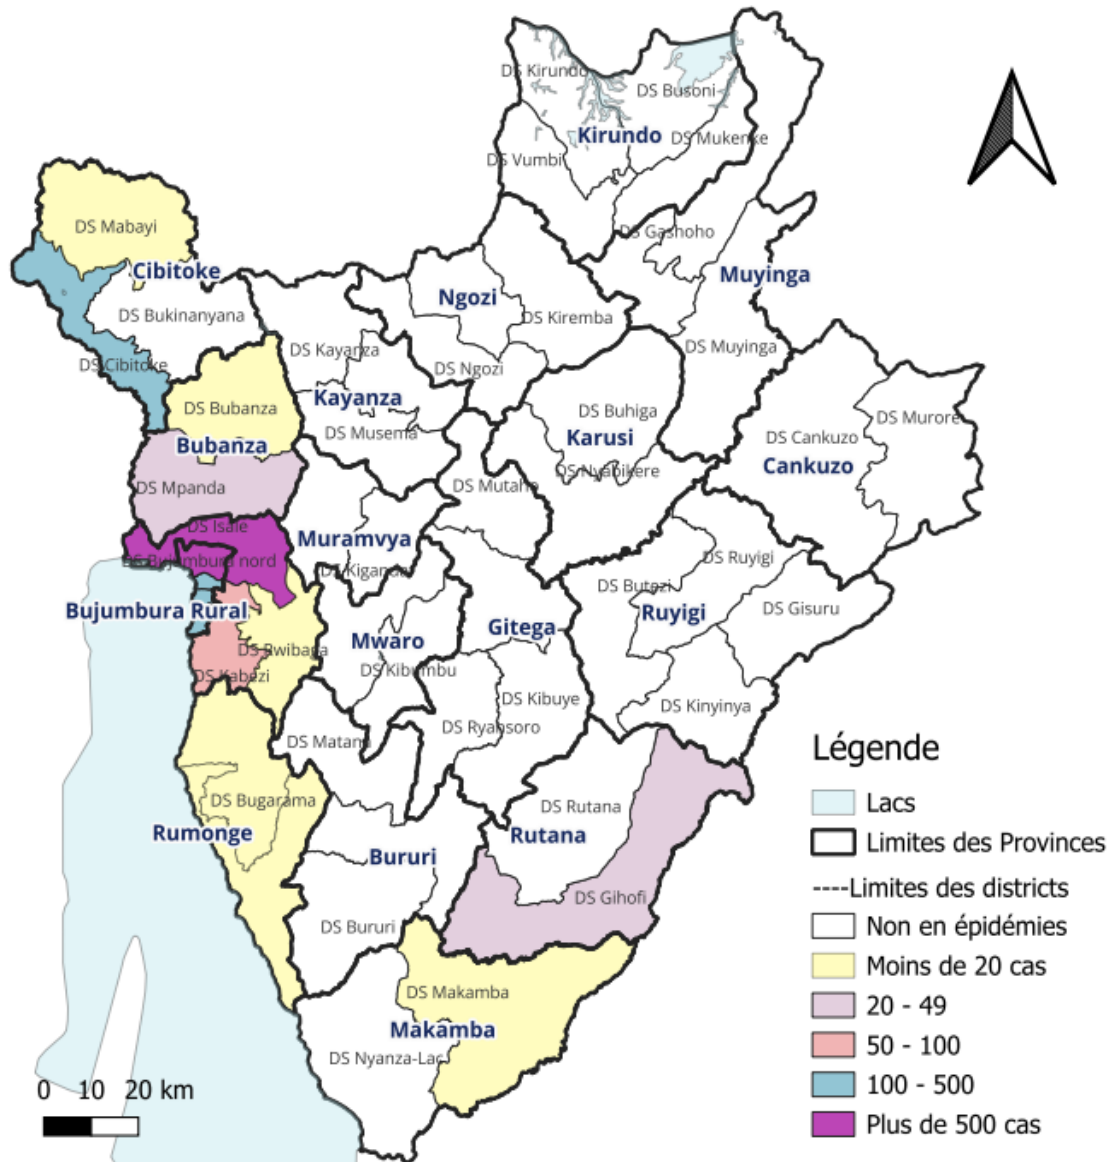 DS Kirundo
DS Busoni
Kirundo
DS Mukenke
DS Vumbi
DS Mabayi
DS Gashoho
Cibitoke
Muyinga
Ngozi
DS Bukinanyana
DS Kiremba
DS Kayanza
DS Muyinga
DS Cibitoke
DS Ngozi
Kayanza
DS Bubanza
DS Buhiga
DS Murore
DS Musema
Karusi
DS Cankuzo
Bubanza
Cankuzo
DS Nyabikere
DS Mpanda
DS Mutaho
DS Isale
Muramvya
DS Bujumbura nord
DS Ruyigi
DS Kiganda
DS Butezi
Bujumbura Rural
DS Gisuru
Ruyigi
Gitega
Mwaro
DS Rwibaga
DS Kibumbu
DS Kabezi
DS Kibuye
DS Kinyinya
DS Ryansoro
DS Matana
DS Bugarama
DS Rutana
Rumonge
Rutana
Bururi
DS Gihofi
DS Bururi
DS Makamba
Makamba
DS Nyanza-Lac
0 10 20 km
Légende
Lacs
Limites des Provinces
Limites des districts
Non en épidémies
Moins de 20 cas
20 - 49
50 - 100
100 - 500
Plus de 500 cas